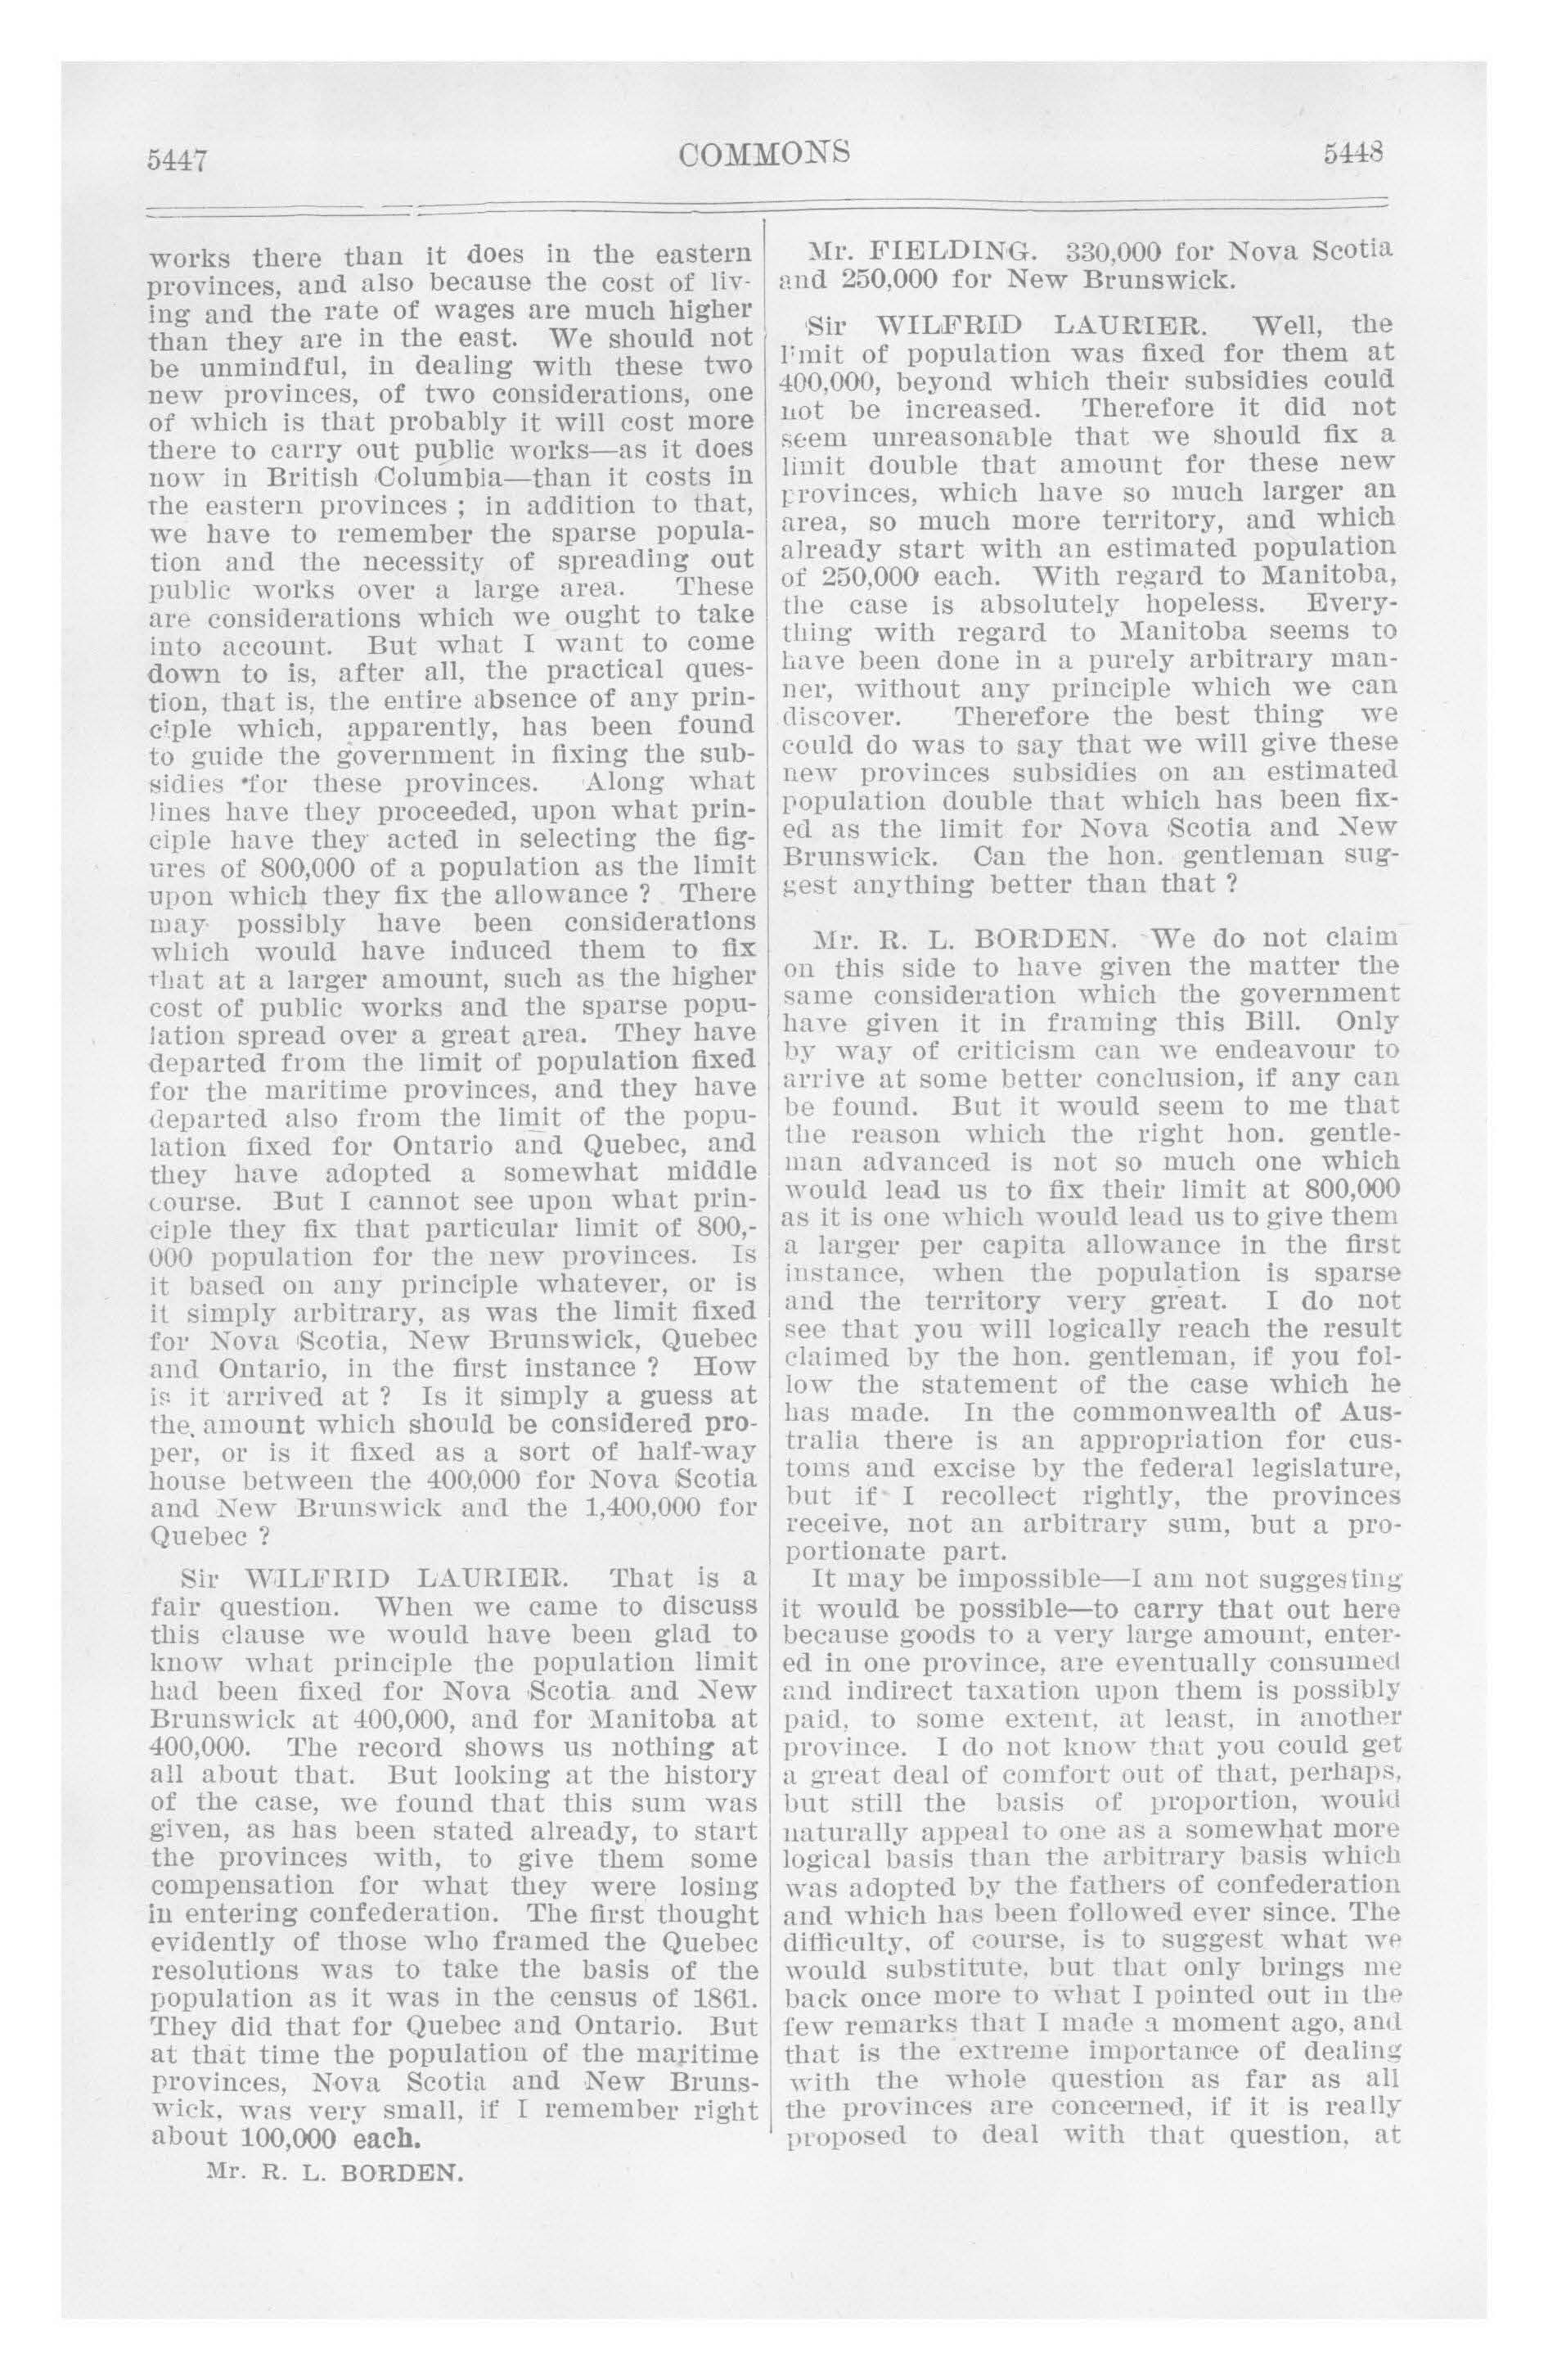 5447
COMMONS
5448
works there than it does in the eastern
provinces, and also because the cost of liv-
ing and the rate of wages are much higher
than they are in the east. We should not
be unmindful, in dealing with these two
new provinces, of two considerations, one
of which is that probably it will cost more
there to carry out public works—as it does
now in British Columbia—than it costs in
the eastern provinces ; in addition to that,
we have to remember the sparse popula-
tion and the necessity of spreading out
public works over a large area. These
are considerations which we ought to take
into account. But what I want to come
down to is, after all, the practical ques-
tion, that is, the entire absence of any prin-
ciple which, apparently, has been found
to guide the government in fixing the sub-
sidies for these provinces. Along what
lines have they proceeded, upon what prin-
ciple have they acted in selecting the fig-
ures of 800,000 of a population as the limit
upon which they fix the allowance ? There
may possibly have been considerations
which would have induced them to fix
that at a larger amount, such as the higher
cost of public works and the sparse popu-
lation spread over a great area. They have
departed from the limit of population fixed
for the maritime provinces, and they have
departed also from the limit of the popu-
lation fixed for Ontario and Quebec, and
they have adopted a somewhat middle
course. But I cannot see upon what prin-
ciple they fix that particular limit of 800,-
000 population for the new provinces. Is
it based on any principle whatever, or is
it simply arbitrary, as was the limit fixed
for Nova Scotia, New Brunswick, Quebec
and Ontario, in the first instance ? How
is it arrived at ? Is it simply a guess at
the amount which should be considered pro-
per, or is it fixed as a sort of half-way
house between the 400,000 for Nova Scotia
and New Brunswick and the 1,400,000 for
Quebec ?
Sir WILFRID LAURIER. That is a
fair question. When we came to discuss
this clause we would have been glad to
know what principle the population limit
had been fixed for Nova Scotia and New
Brunswick at 400,000, and for Manitoba at
400,000. The record shows us nothing at
all about that. But looking at the history
of the case, we found that this sum was
given, as has been stated already, to start
the provinces with, to give them some
compensation for what they were losing
in entering confederation. The first thought
evidently of those who framed the Quebec
resolutions was to take the basis of the
population as it was in the census of 1861.
They did that for Quebec and Ontario. But
at that time the population of the maritime
provinces, Nova Scotia and New Bruns-
wick, was very small, if I remember right
about 100,000 each.
Mr. R. L. BORDEN.
Mr. FIELDING. 330,000 for Nova Scotia
and 250,000 for New Brunswick.
Sir WILFRID LAURIER. Well, the
limit of population was fixed for them at
400,000, beyond which their subsidies could
not be increased. Therefore it did not
seem unreasonable that we should fix a
limit double that amount for these new
provinces, which have so much larger an
area, so much more territory, and which
already start with an estimated population
of 250,000 each. With regard to Manitoba,
the case is absolutely hopeless. Every-
thing with regard to Manitoba seems to
have been done in a purely arbitrary man-
ner, without any principle which we can
discover. Therefore the best thing we
could do was to say that we will give these
new provinces subsidies on an estimated
population double that which has been fix-
ed as the limit for Nova Scotia and New
Brunswick. Can the hon. gentleman sug-
gest anything better than that ?
Mr. R. L. BORDEN. We do not claim
on this side to have given the matter the
same consideration which the government
have given it in framing this Bill. Only
by way of criticism can we endeavour to
arrive at some better conclusion, if any can
be found. But it would seem to me that
the reason which the right hon. gentle-
man advanced is not so much one which
would lead us to fix their limit at 800,000
as it is one which would lead us to give them
a larger per capita allowance in the first
instance, when the population is sparse
and the territory very great. I do not
see that you will logically reach the result
claimed by the hon. gentleman, if you fol-
low the statement of the case which he
has made. In the commonwealth of Aus-
tralia there is an appropriation for cus-
toms and excise by the federal legislature,
but if I recollect rightly, the provinces
receive, not an arbitrary sum, but a pro-
portionate part.
It may be impossible—I am not suggesting
it would be possible—to carry that out here
because goods to a very large amount, enter-
ed in one province, are eventually consumed
and indirect taxation upon them is possibly
paid, to some extent, at least, in another
province. I do not know that you could get
a great deal of comfort out of that, perhaps,
but still the basis of proportion, would
naturally appeal to one as a somewhat more
logical basis than the arbitrary basis which
was adopted by the fathers of confederation
and which has been followed ever since. The
difficulty, of course, is to suggest what we
would substitute, but that only brings me
back once more to what I pointed out in the
few remarks that I made a moment ago, and
that is the extreme importance of dealing
with the whole question as far as all
the provinces are concerned, if it is really
proposed to deal with that question, at